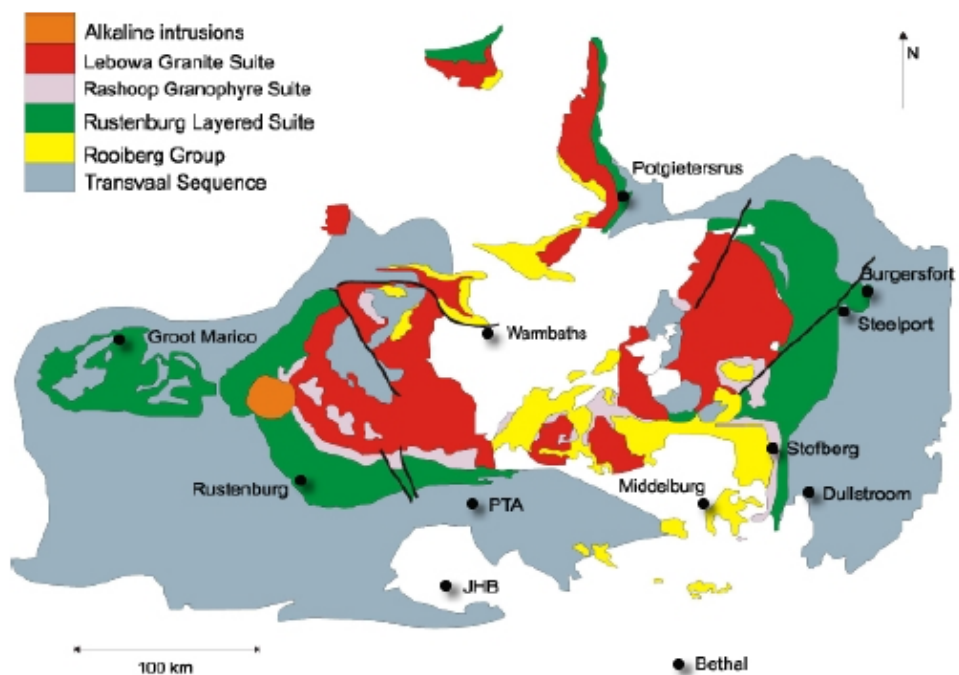 Alkaline intrusions
Lebowa Granite Suite
Rashoop Granophyre Suite
Rustenburg Layered Suite
Rooiberg Group
Transvaal Sequence
N
Potgietersrus
Burgersfort
Steelport
Groot Marico
Warmbaths
Stofberg
Rustenburg
Middelburg
Dullstroom
PTA
JHB
Bethal
100 km